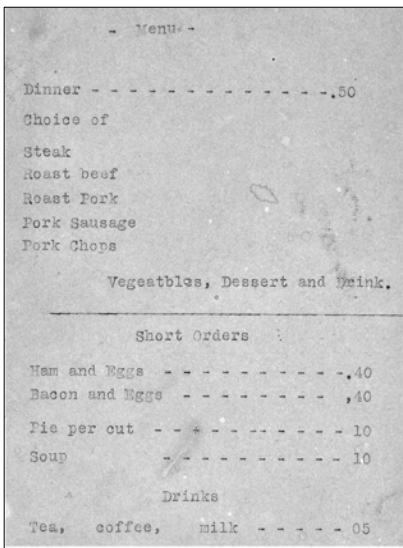 - Menu -
Dinner - - - - - - - - - - - - - .50
Choice of
Steak
Roast beef
Roast Pork
Pork Sausage
Pork Chops
Vegeatbles, Dessert and Drink.
Short Orders
Ham and Eggs - - - - - - - - - - .40
Bacon and Eggs - - - - - - - - ,40
Pie per cut - - - - - - - - - - 10
Soup - - - - - - - - - - 10
Drinks
Tea, coffee, milk - - - - - 05